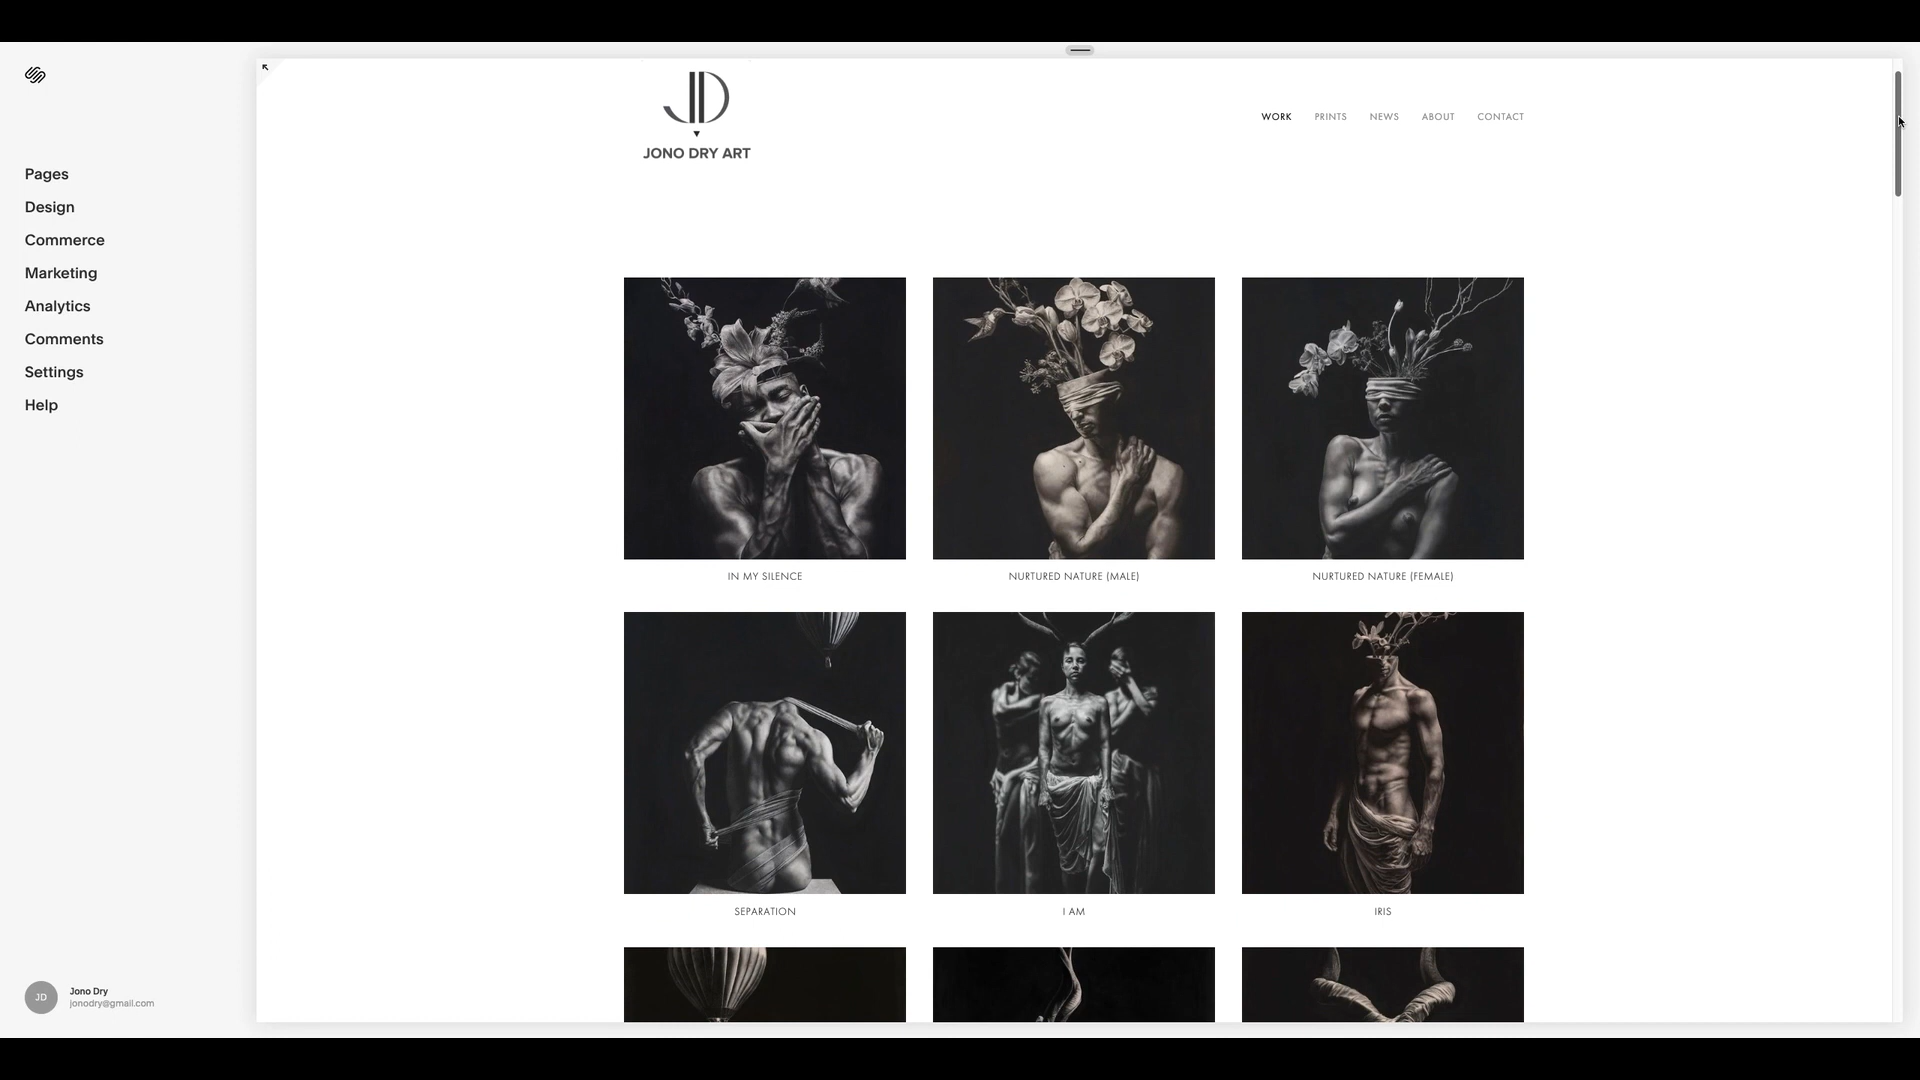 Pages
Design
Commerce
Marketing
Analytics
Comments
Settings
Help
JD
Jono Dry
jonodry@gmail.com
JD
JONO DRY ART
WORK PRINTS NEWS ABOUT CONTACT
IN MY SILENCE
NURTURED NATURE (MALE)
NURTURED NATURE (FEMALE)
SEPARATION
I AM
IRIS